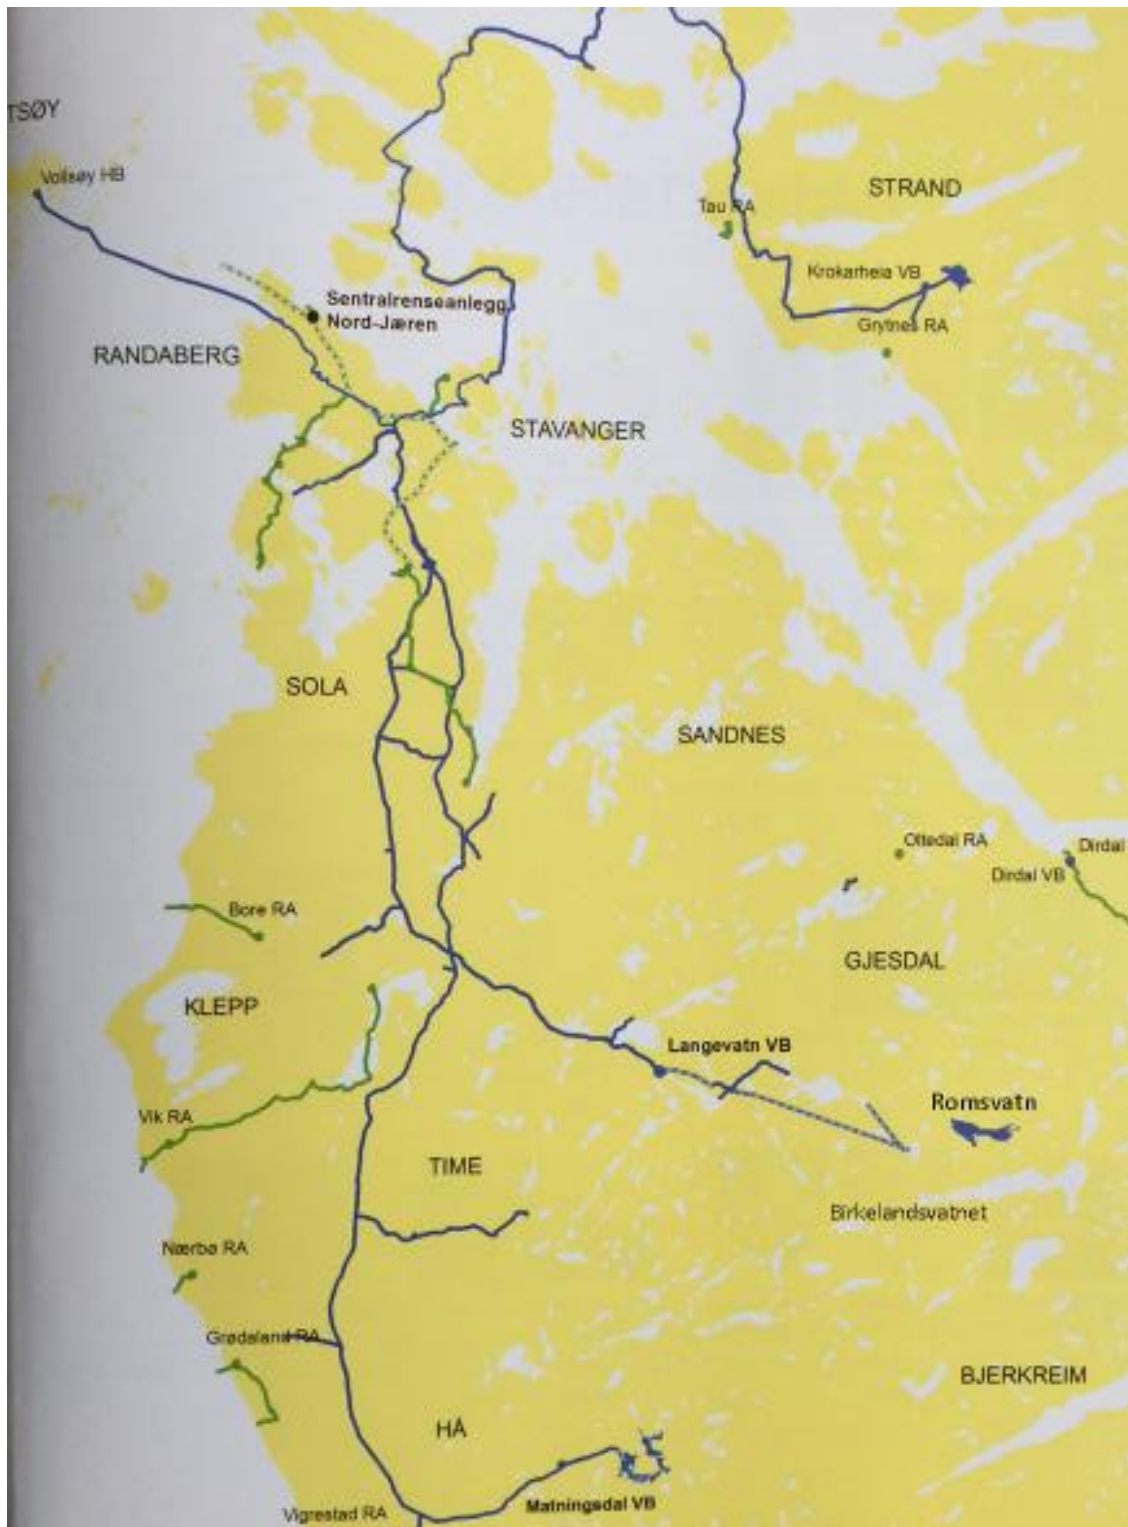 TSØY
Vollsøy HB
STRAND
Tau RA
Krokarheia VB
Sentralrenseanlegg
Nord-Jæren
Grytnes RA
RANDABERG
STAVANGER
SOLA
SANDNES
Oltedal RA
Dirdal
Dirdal VB
Bore RA
GJESDAL
KLEPP
Langevatn VB
Romsvatn
Vik RA
TIME
Birkelandsvatnet
Nærbø RA
Grødaland RA
BJERKREIM
HÅ
Matningsdal VB
Vigrestad RA